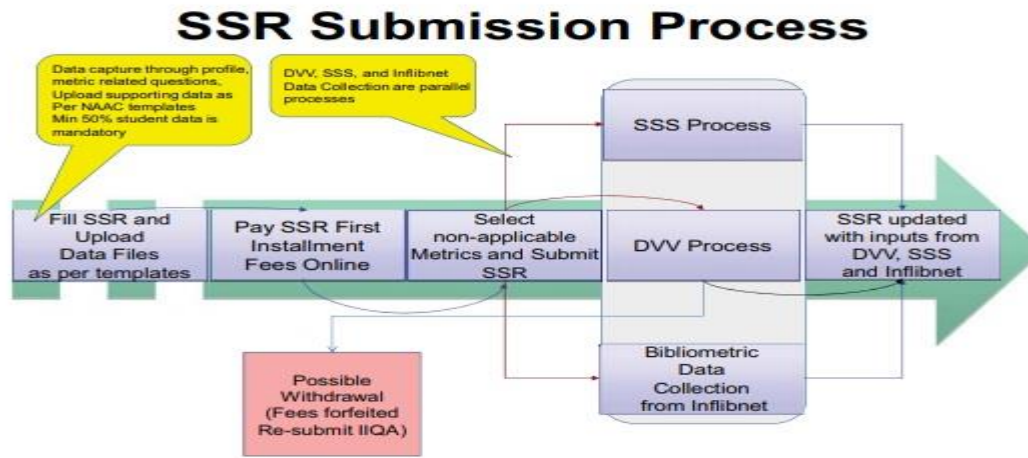 SSR Submission Process
Data capture through profile,
metric related questions,
Upload supporting data as
Per NAAC templates
Min 50% student data is
mandatory
DVV, SSS, and Inflibnet
Data Collection are parallel
processes
SSS Process
Fill SSR and
Upload
Data Files
as per templates
Pay SSR First
Installment
Fees Online
Select
non-applicable
Metrics and Submit
SSR
DVV Process
SSR updated
with inputs from
DVV, SSS
and Inflibnet
Possible
Withdrawal
(Fees forfeited
Re-submit IIQA)
Bibliometric
Data
Collection
from Inflibnet